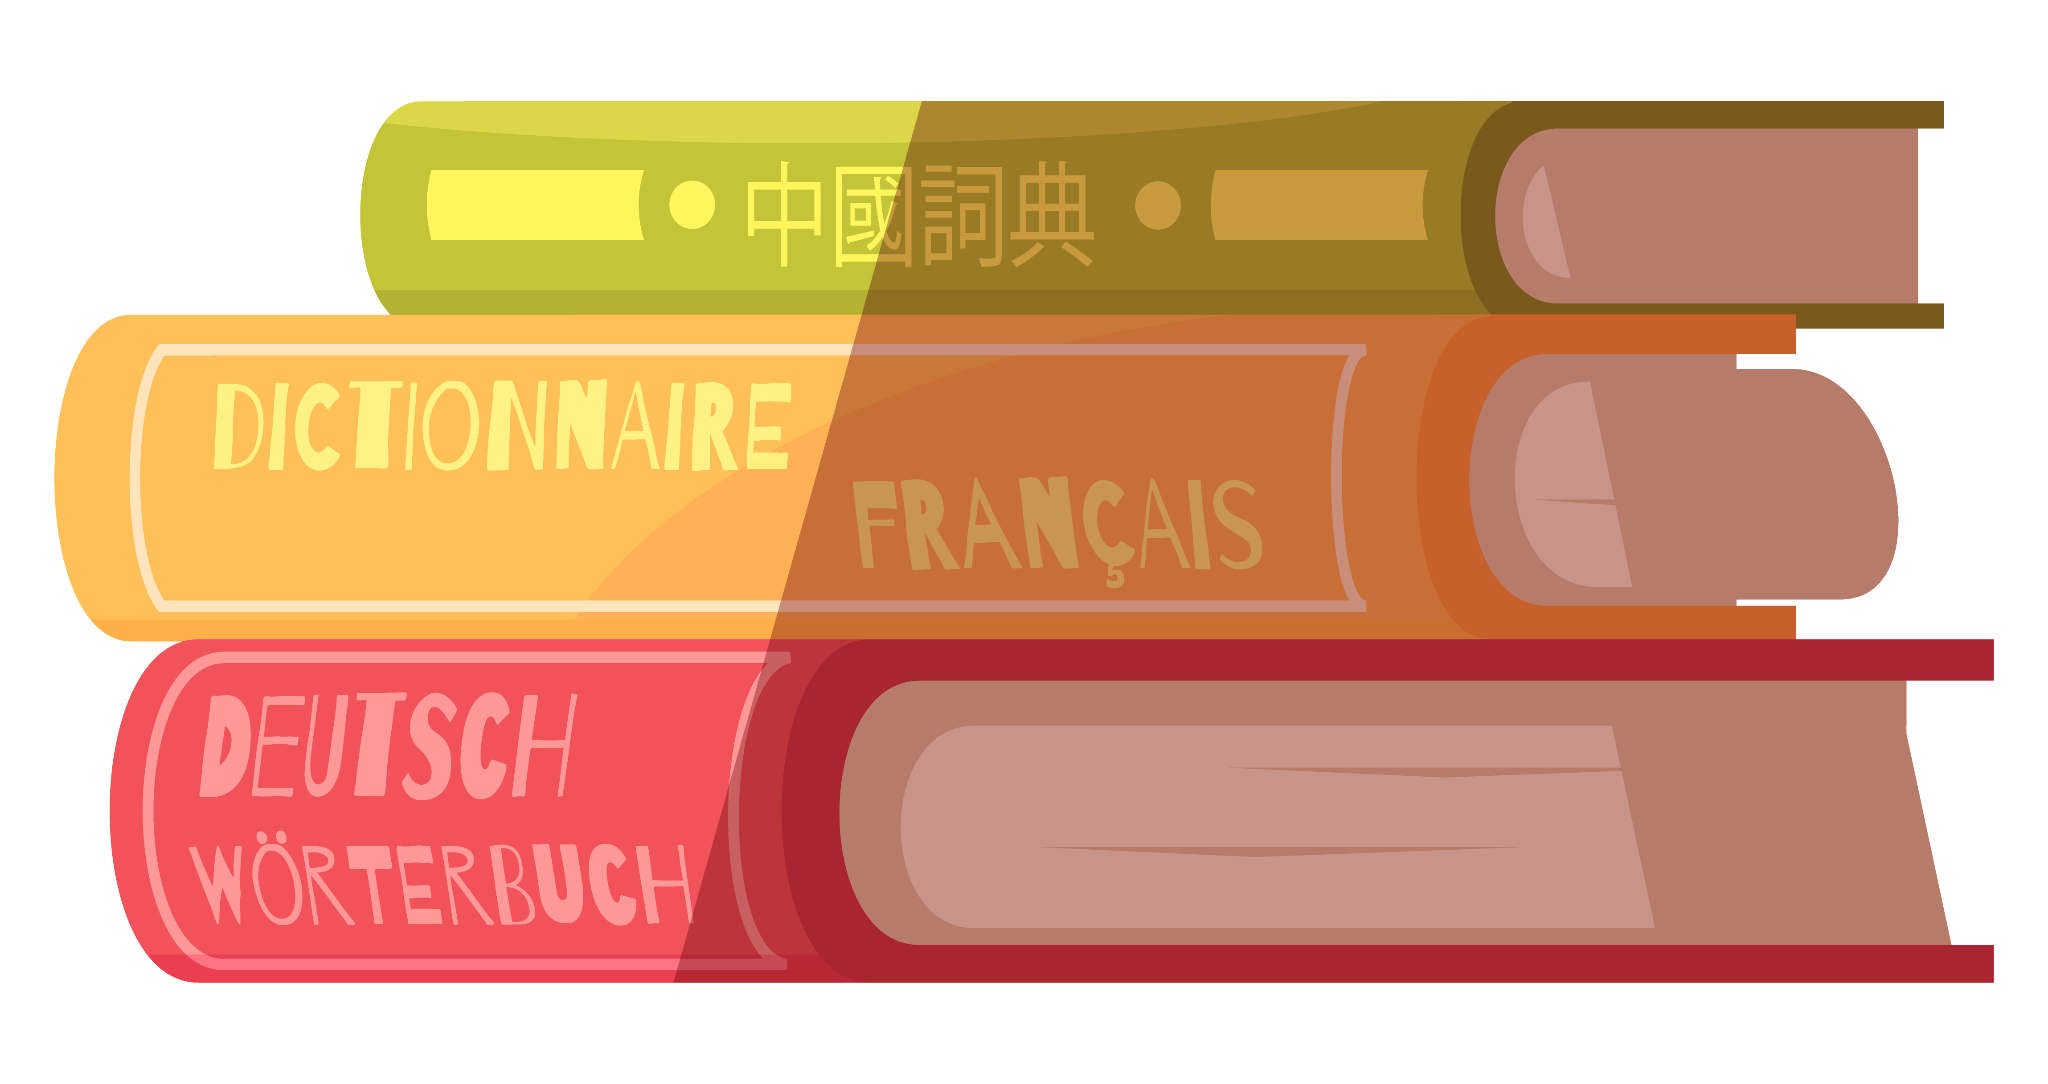 中國詞典
DICTIONNAIRE
FRANÇAIS
DEUTSCH
WÖRTERBUCH